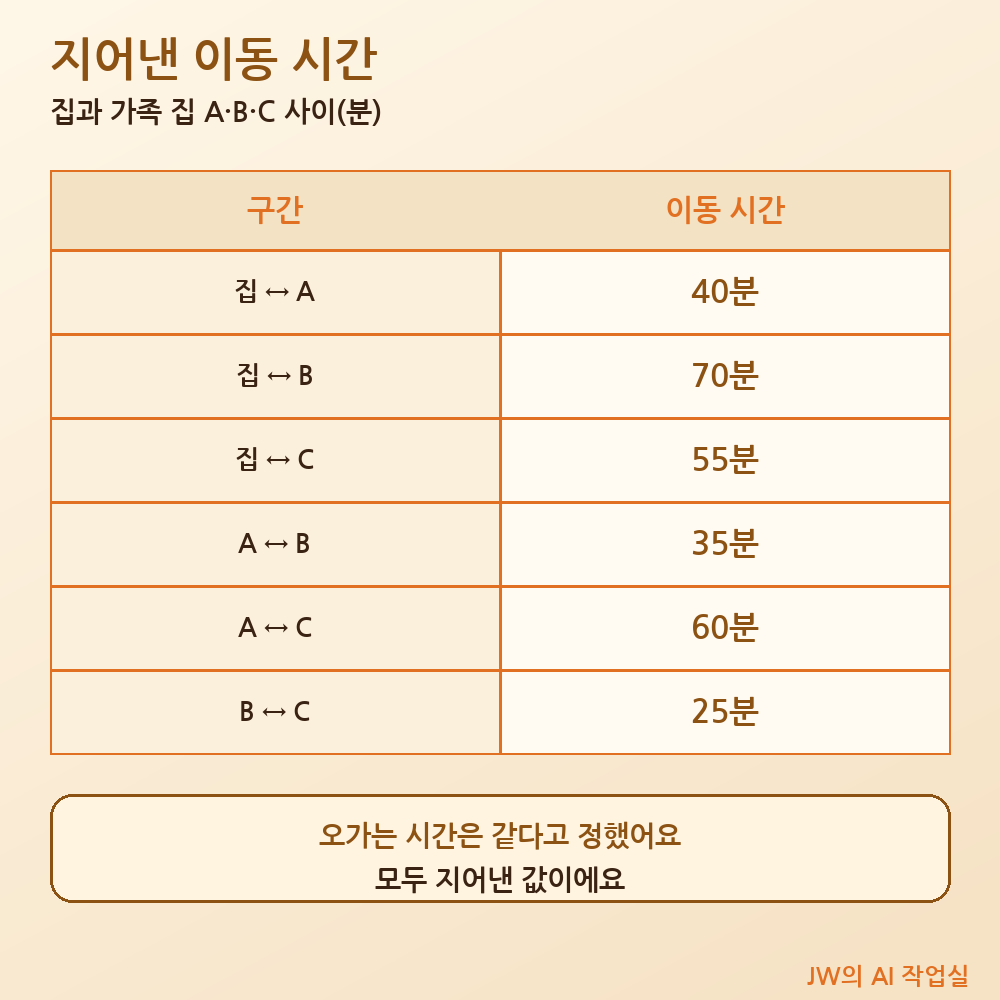 지어낸 이동 시간
집과 가족 집 A·B·C 사이(분)
구간 이동 시간
집 ↔ A 40분
집 ↔ B 70분
집 ↔ C 55분
A ↔ B 35분
A ↔ C 60분
B ↔ C 25분
오가는 시간은 같다고 정했어요
모두 지어낸 값이에요
JW의 AI 작업실